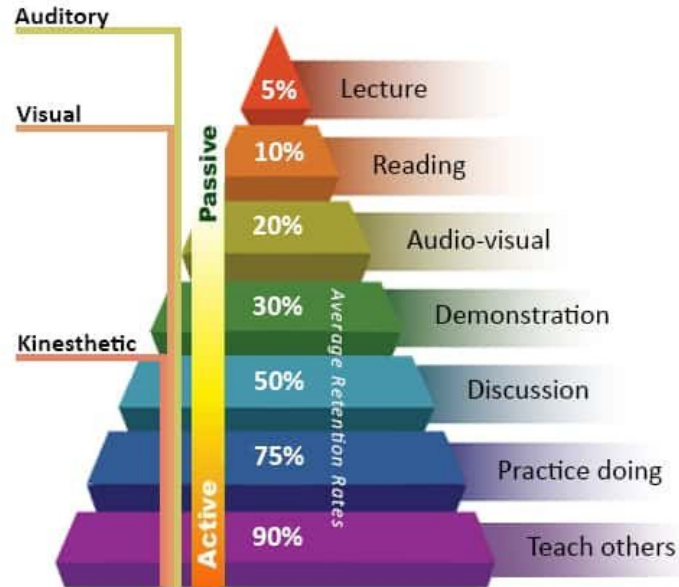 Auditory
Visual
Kinesthetic
Passive
Active
5%
Lecture
10%
Reading
20%
Audio-visual
30%
Demonstration
50%
Discussion
75%
Practice doing
90%
Teach others
Average Retention Rates